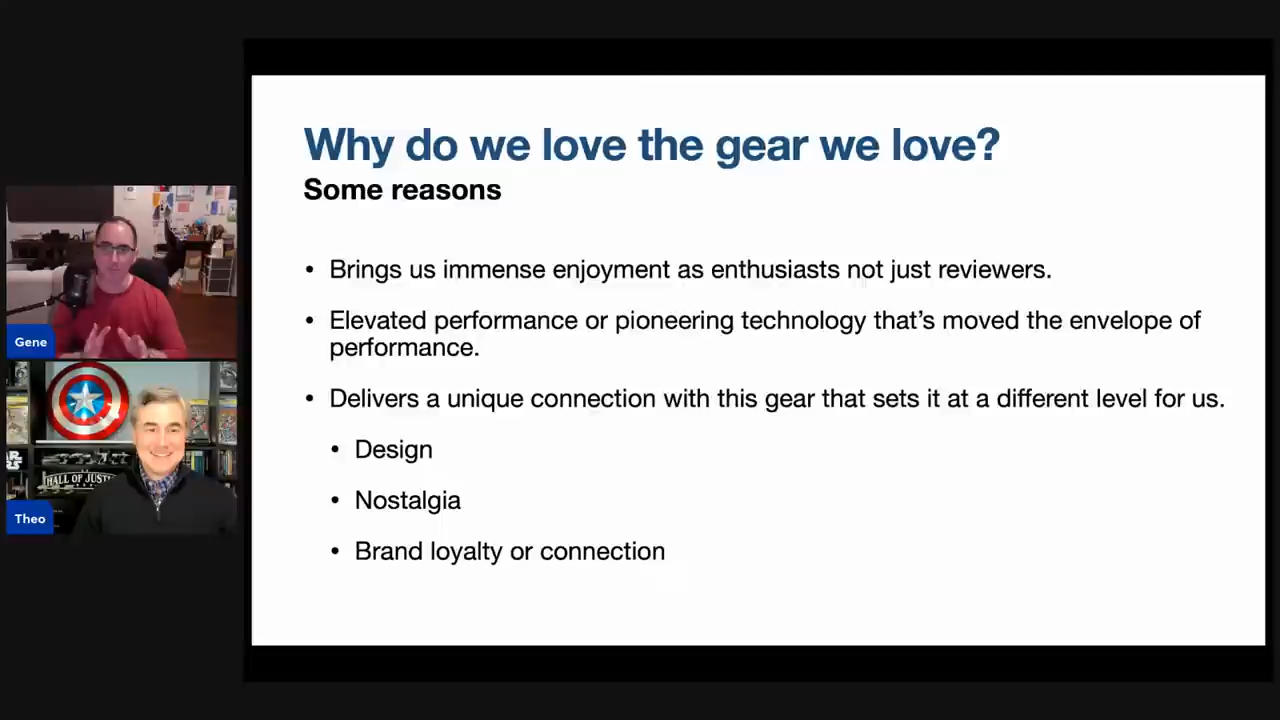 Why do we love the gear we love?
Some reasons
• Brings us immense enjoyment as enthusiasts not just reviewers.
• Elevated performance or pioneering technology that’s moved the envelope of
performance.
• Delivers a unique connection with this gear that sets it at a different level for us.
• Design
• Nostalgia
• Brand loyalty or connection
Gene
HALL OF JUSTIC
Theo